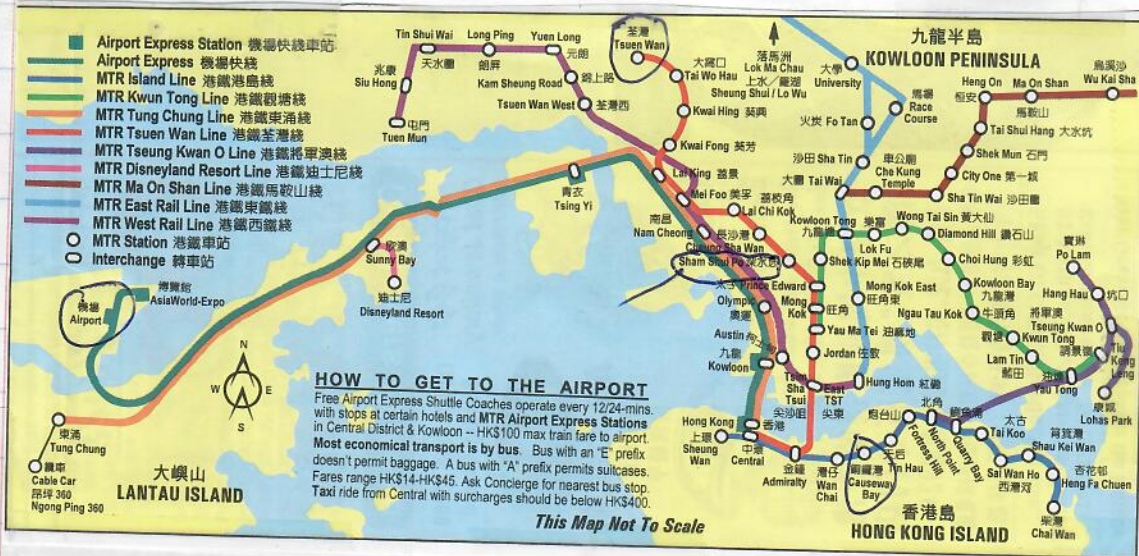 Airport Express Station 機場快綫車站
Airport Express 機場快綫
MTR Island Line 港鐵港島綫
MTR Kwun Tong Line 港鐵觀塘綫
MTR Tung Chung Line 港鐵東涌綫
MTR Tsuen Wan Line 港鐵荃灣綫
MTR Tseung Kwan O Line 港鐵將軍澳綫
MTR Disneyland Resort Line 港鐵迪士尼綫
MTR Ma On Shan Line 港鐵馬鞍山綫
MTR East Rail Line 港鐵東鐵綫
MTR West Rail Line 港鐵西鐵綫
MTR Station 港鐵車站
Interchange 轉車站
Tin Shui Wai
天水圍
Long Ping
朗屏
Yuen Long
元朗
兆康
Siu Hong
屯門
Tuen Mun
Kam Sheung Road
錦上路
Tsuen Wan West
荃灣西
荃灣
Tsuen Wan
大窩口
Tai Wo Hau
Kwai Hing 葵興
Kwai Fong 葵芳
Lai King 荔景
Mei Foo 美孚
荔枝角
Lai Chi Kok
南昌
Nam Cheong
長沙灣
Cheung Sha Wan
Sham Shui Po 深水埗
太子 Prince Edward
Olympic
奧運
Mong Kok
旺角
Yau Ma Tei 油麻地
Jordan 佐敦
Austin 柯士甸
九龍
Kowloon
Tsim Sha Tsui
尖沙咀
East TST
尖東
Hung Hom 紅磡
落馬洲
Lok Ma Chau
上水/羅湖
Sheung Shui / Lo Wu
大學
University
九龍半島
KOWLOON PENINSULA
馬場
Race Course
火炭 Fo Tan
沙田 Sha Tin
大圍
Tai Wai
車公廟
Che Kung Temple
Heng On
恒安
Ma On Shan
馬鞍山
烏溪沙
Wu Kai Sha
Tai Shui Hang 大水坑
Shek Mun 石門
City One 第一城
Sha Tin Wai 沙田圍
Kowloon Tong
九龍塘
樂富
Lok Fu
Wong Tai Sin 黃大仙
Diamond Hill 鑽石山
Shek Kip Mei 石硤尾
Choi Hung 彩虹
Mong Kok East
旺角東
Kowloon Bay
九龍灣
Ngau Tau Kok
牛頭角
觀塘
Kwun Tong
Lam Tin
藍田
油塘
Yau Tong
寶琳
Po Lam
Hang Hau 坑口
將軍澳
Tseung Kwan O
調景嶺
Tiu Keng Leng
康城
Lohas Park
青衣
Tsing Yi
欣澳
Sunny Bay
迪士尼
Disneyland Resort
機場
Airport
博覽館
AsiaWorld-Expo
東涌
Tung Chung
纜車
Cable Car
昂坪 360
Ngong Ping 360
大嶼山
LANTAU ISLAND
N
W
E
S
HOW TO GET TO THE AIRPORT
Free Airport Express Shuttle Coaches operate every 12/24-mins.
with stops at certain hotels and MTR Airport Express Stations
in Central District & Kowloon -- HK$100 max train fare to airport.
Most economical transport is by bus. Bus with an "E" prefix
doesn't permit baggage. A bus with "A" prefix permits suitcases.
Fares range HK$14-HK$45. Ask Concierge for nearest bus stop.
Taxi ride from Central with surcharges should be below HK$400.
This Map Not To Scale
Hong Kong
香港
上環
Sheung Wan
中環
Central
金鐘
Admiralty
灣仔
Wan Chai
銅鑼灣
Causeway Bay
天后
Tin Hau
炮台山
Fortress Hill
北角
North Point
鰂魚涌
Quarry Bay
太古
Tai Koo
筲箕灣
Shau Kei Wan
Sai Wan Ho
西灣河
杏花邨
Heng Fa Chuen
柴灣
Chai Wan
香港島
HONG KONG ISLAND